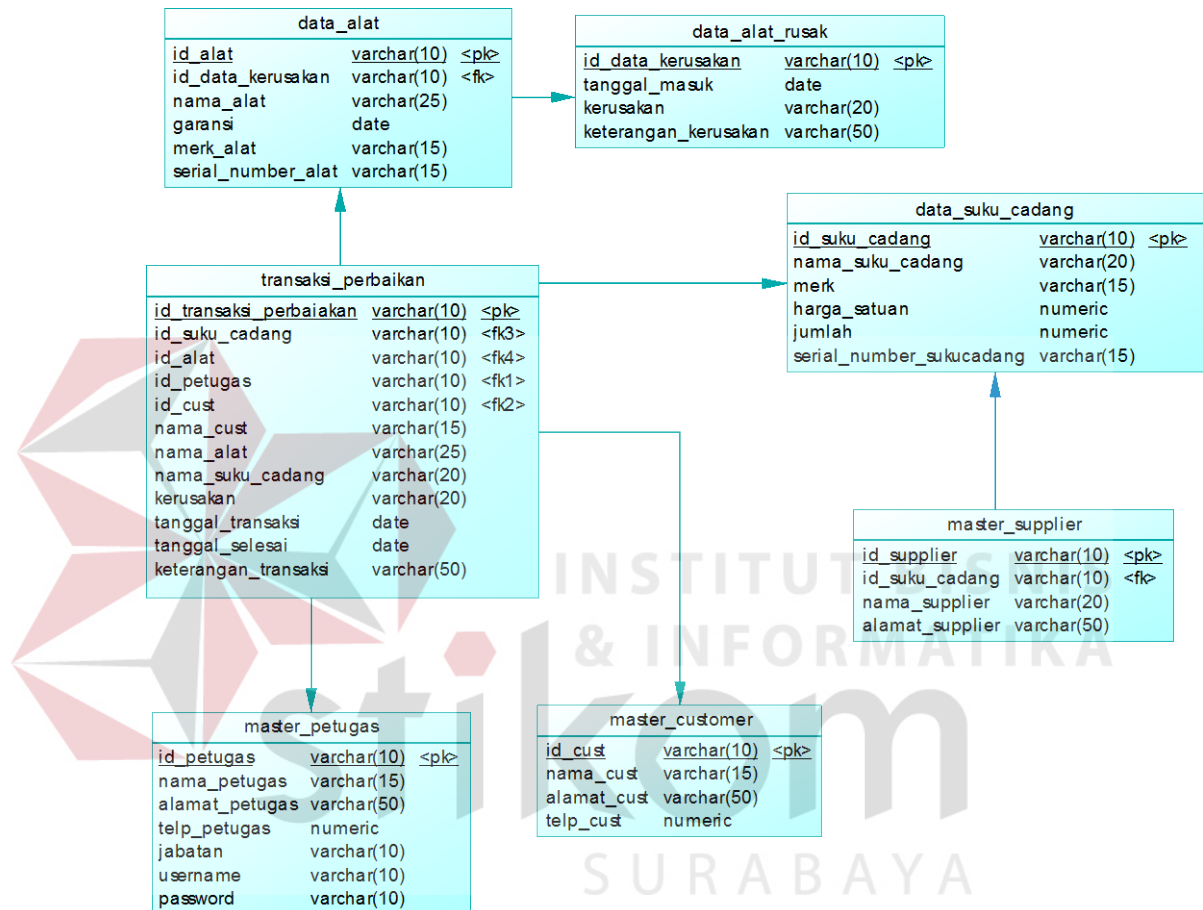 data_alat
id_alat varchar(10) <pk>
id_data_kerusakan varchar(10) <fk>
nama_alat varchar(25)
garansi date
merk_alat varchar(15)
serial_number_alat varchar(15)
data_alat_rusak
id_data_kerusakan varchar(10) <pk>
tanggal_masuk date
kerusakan varchar(20)
keterangan_kerusakan varchar(50)
data_suku_cadang
id_suku_cadang varchar(10) <pk>
nama_suku_cadang varchar(20)
merk varchar(15)
harga_satuan numeric
jumlah numeric
serial_number_sukucadang varchar(15)
transaksi_perbaikan
id_transaksi_perbaiakan varchar(10) <pk>
id_suku_cadang varchar(10) <fk3>
id_alat varchar(10) <fk4>
id_petugas varchar(10) <fk1>
id_cust varchar(10) <fk2>
nama_cust varchar(15)
nama_alat varchar(25)
nama_suku_cadang varchar(20)
kerusakan varchar(20)
tanggal_transaksi date
tanggal_selesai date
keterangan_transaksi varchar(50)
master_supplier
id_supplier varchar(10) <pk>
id_suku_cadang varchar(10) <fk>
nama_supplier varchar(20)
alamat_supplier varchar(50)
master_petugas
id_petugas varchar(10) <pk>
nama_petugas varchar(15)
alamat_petugas varchar(50)
telp_petugas numeric
jabatan varchar(10)
username varchar(10)
password varchar(10)
master_customer
id_cust varchar(10) <pk>
nama_cust varchar(15)
alamat_cust varchar(50)
telp_cust numeric
INSTITUT BISNIS
& INFORMATIKA
stikom
SURABAYA